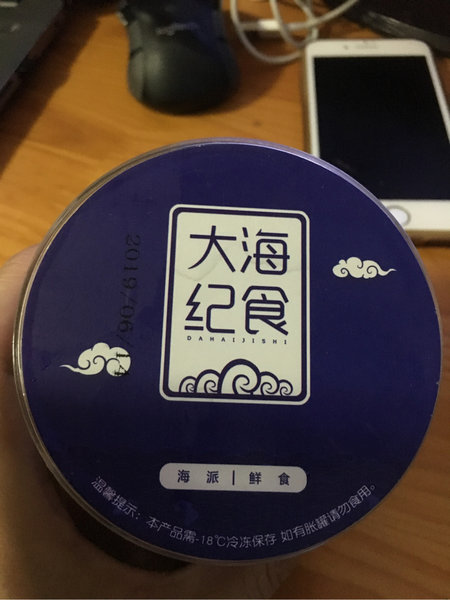 大海
纪食
DAHAIJISHI
海派|鲜食
温馨提示：本产品需-18℃冷冻保存 如有胀罐请勿食用。
2019/06/14